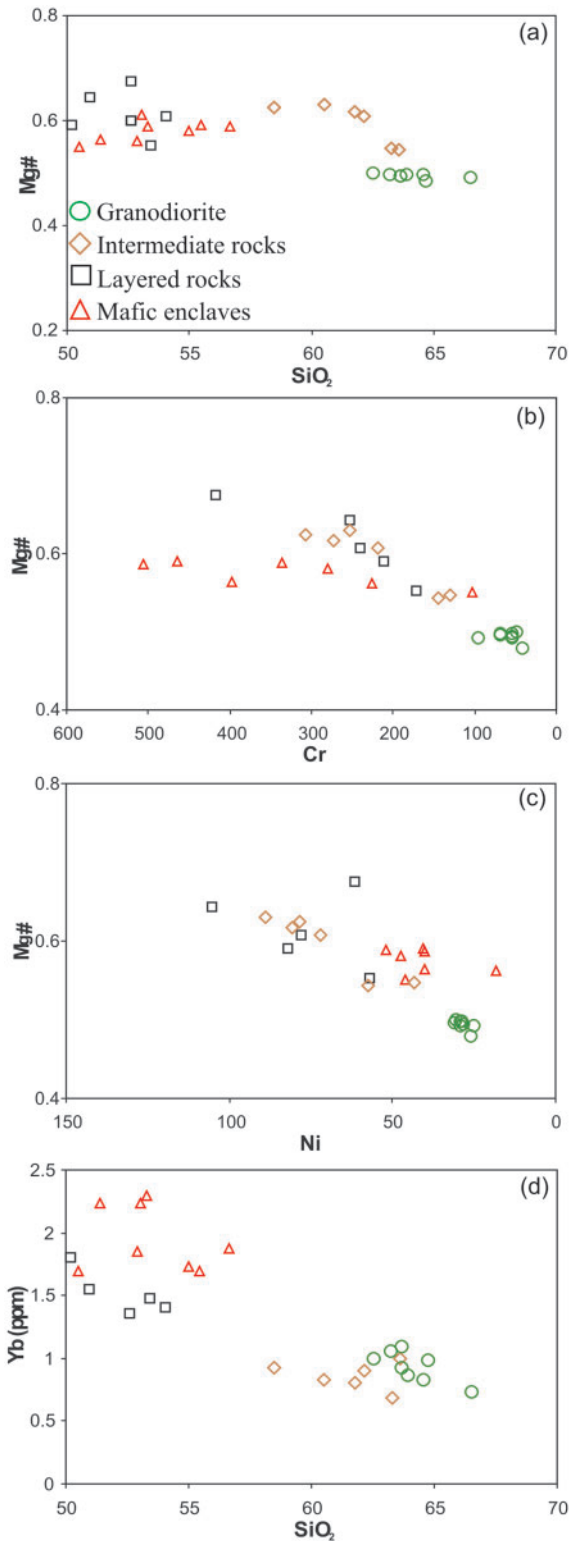 0.8
(a)
0.6
Mg#
0.4
Granodiorite
Intermediate rocks
Layered rocks
Mafic enclaves
0.2
50 55 60 65 70
SiO₂
0.8
(b)
Mg#
0.6
0.4
600 500 400 300 200 100 0
Cr
0.8
(c)
Mg#
0.6
0.4
150 100 50 0
Ni
2.5
(d)
2
Yb (ppm)
1.5
1
0.5
0
50 55 60 65 70
SiO₂